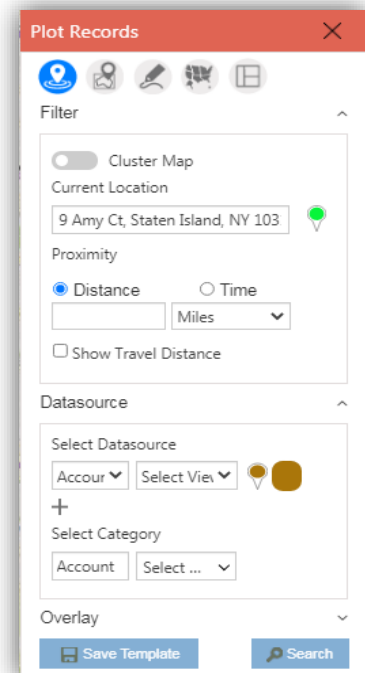 Plot Records
Filter
Cluster Map
Current Location
9 Amy Ct, Staten Island, NY 103
Proximity
Distance Time
Miles
Show Travel Distance
Datasource
Select Datasource
Accour Select Viev
Select Category
Account Select ...
Overlay
Save Template Search